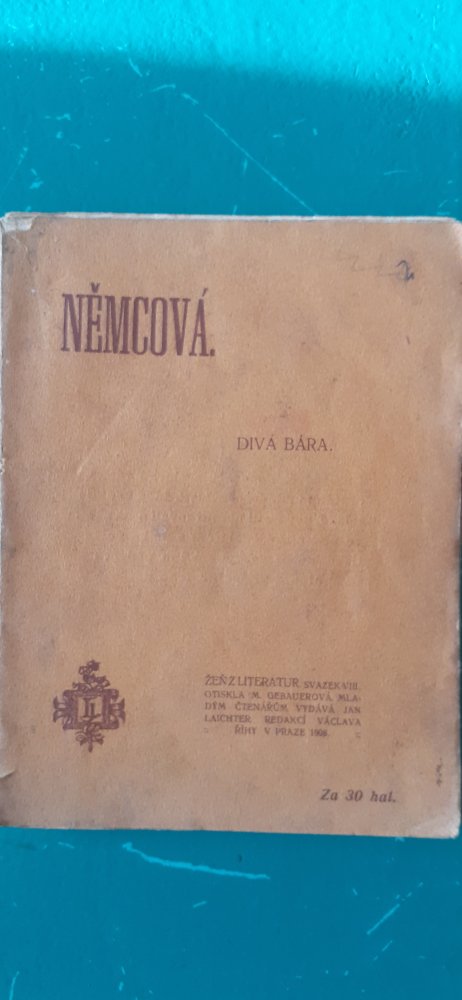 NĚMCOVÁ.
DIVÁ BÁRA.
ŽEŇ Z LITERATUR. SVAZEK VIII.
OTISKLA M. GEBAUEROVÁ. MLA-
DÝM ČTENÁŘŮM VYDÁVÁ JAN
LAICHTER REDAKCÍ VÁCLAVA
ŘÍHY V PRAZE 1908.
Za 30 hal.